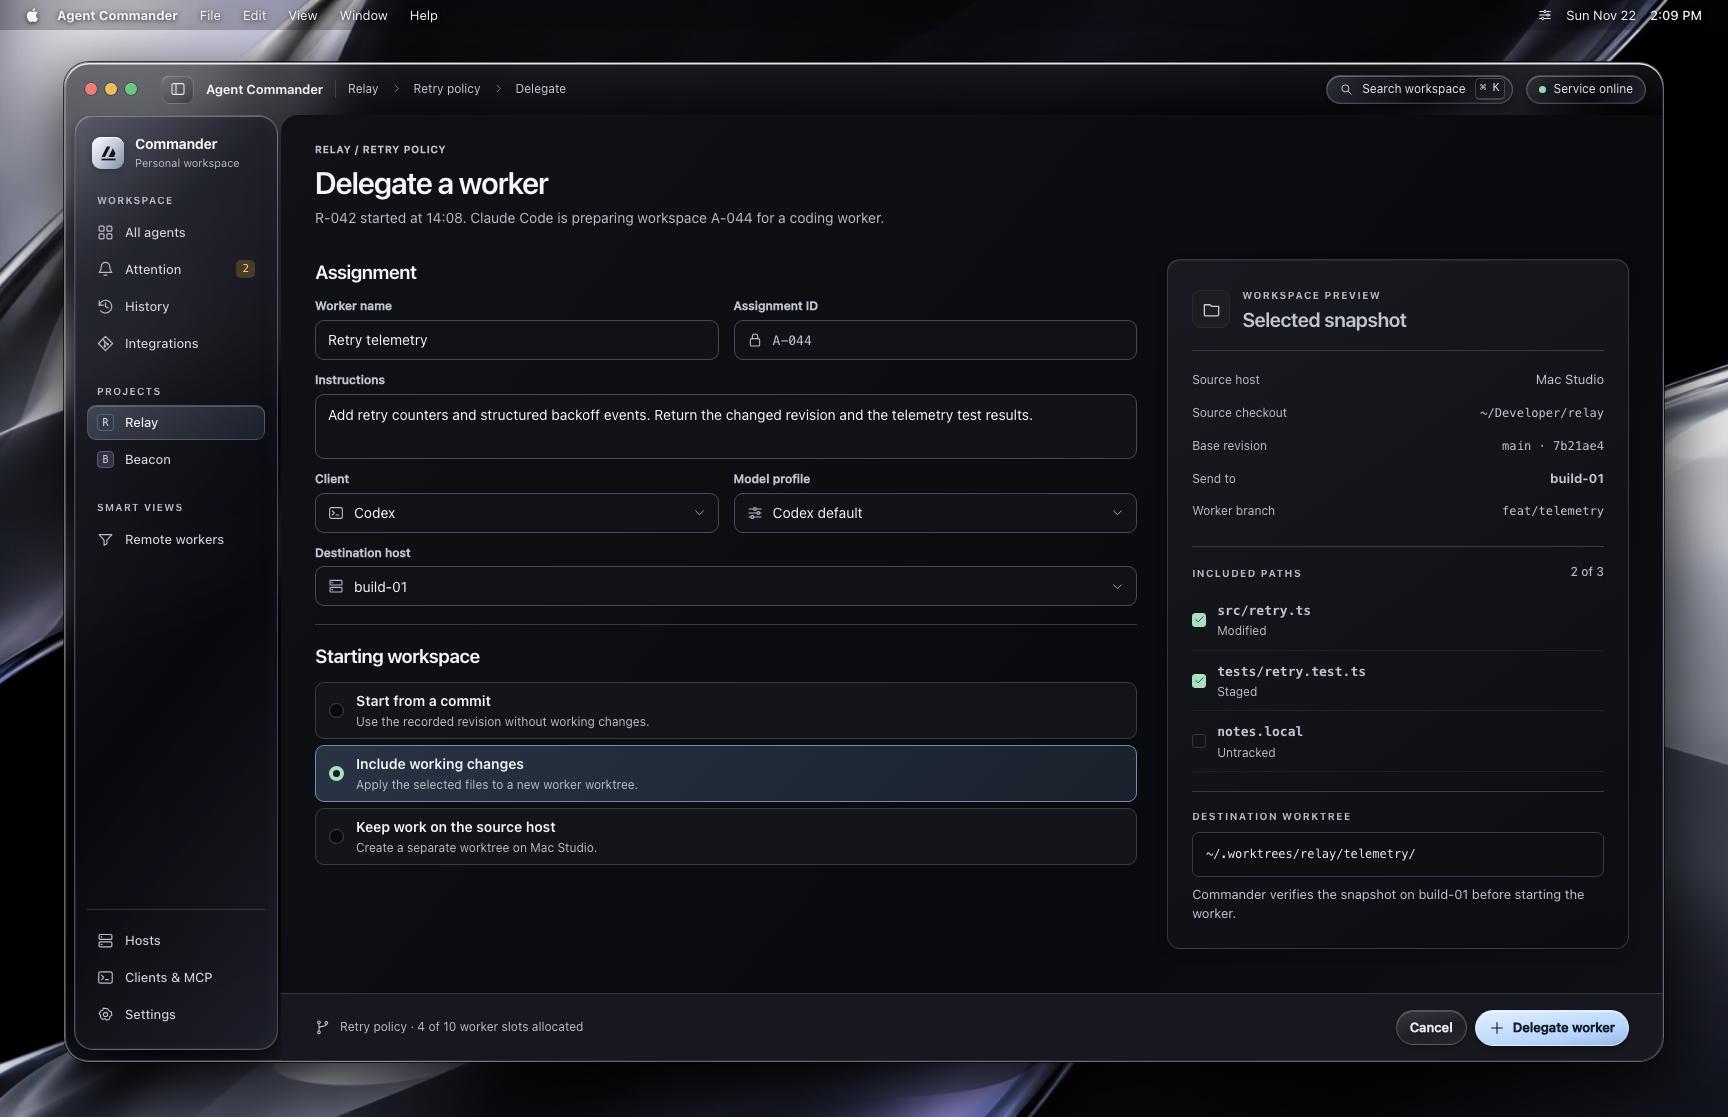 Agent Commander File Edit View Window Help
Sun Nov 22 2:09 PM
Agent Commander Relay Retry policy Delegate
Search workspace ⌘ K
Service online
Commander
Personal workspace
WORKSPACE
All agents
Attention 2
History
Integrations
PROJECTS
R Relay
B Beacon
SMART VIEWS
Remote workers
Hosts
Clients & MCP
Settings
RELAY / RETRY POLICY
Delegate a worker
R-042 started at 14:08. Claude Code is preparing workspace A-044 for a coding worker.
Assignment
Worker name
Retry telemetry
Assignment ID
A-044
Instructions
Add retry counters and structured backoff events. Return the changed revision and the telemetry test results.
Client
Codex
Model profile
Codex default
Destination host
build-01
Starting workspace
Start from a commit
Use the recorded revision without working changes.
Include working changes
Apply the selected files to a new worker worktree.
Keep work on the source host
Create a separate worktree on Mac Studio.
WORKSPACE PREVIEW
Selected snapshot
Source host Mac Studio
Source checkout ~/Developer/relay
Base revision main · 7b21ae4
Send to build-01
Worker branch feat/telemetry
INCLUDED PATHS 2 of 3
src/retry.ts
Modified
tests/retry.test.ts
Staged
notes.local
Untracked
DESTINATION WORKTREE
~/.worktrees/relay/telemetry/
Commander verifies the snapshot on build-01 before starting the
worker.
Retry policy · 4 of 10 worker slots allocated
Cancel
Delegate worker